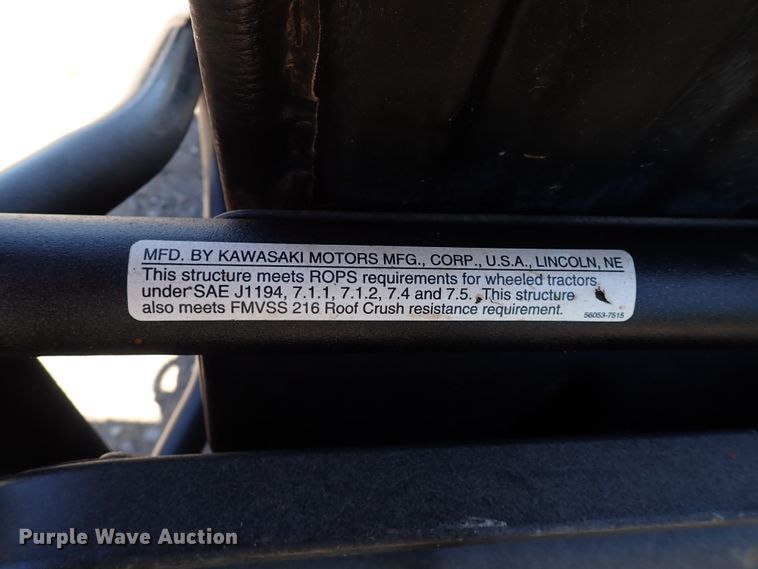 MFD. BY KAWASAKI MOTORS MFG., CORP., U.S.A., LINCOLN, NE
This structure meets ROPS requirements for wheeled tractors
under SAE J1194, 7.1.1, 7.1.2, 7.4 and 7.5. This structure
also meets FMVSS 216 Roof Crush resistance requirement. 56053-7515
Purple Wave Auction